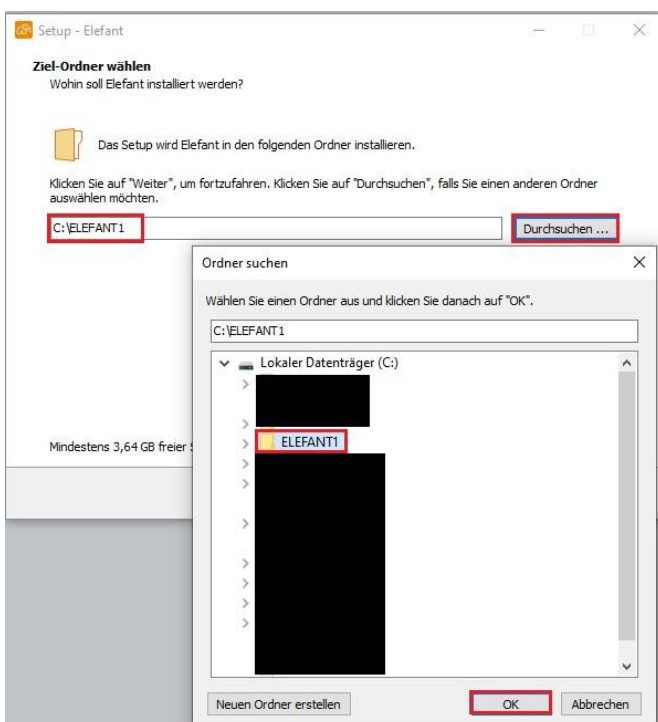 Setup - Elefant
Ziel-Ordner wählen
Wohin soll Elefant installiert werden?
Das Setup wird Elefant in den folgenden Ordner installieren.
Klicken Sie auf "Weiter", um fortzufahren. Klicken Sie auf "Durchsuchen", falls Sie einen anderen Ordner
auswählen möchten.
C:\ELEFANT1
Durchsuchen ...
Ordner suchen
Wählen Sie einen Ordner aus und klicken Sie danach auf "OK".
C:\ELEFANT1
Lokaler Datenträger (C:)
ELEFANT1
Mindestens 3,64 GB freier
Neuen Ordner erstellen
OK
Abbrechen